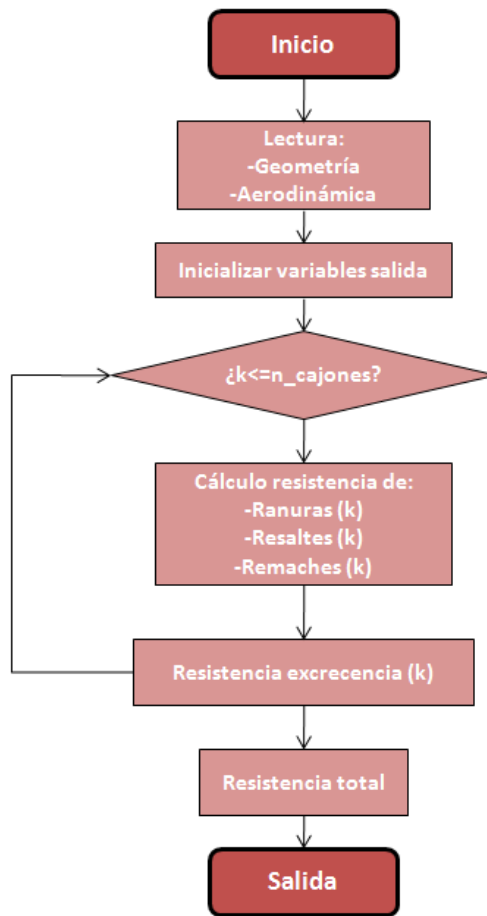 Inicio
Lectura:
-Geometría
-Aerodinámica
Inicializar variables salida
¿k<=n_cajones?
Cálculo resistencia de:
-Ranuras (k)
-Resaltes (k)
-Remaches (k)
Resistencia excrecencia (k)
Resistencia total
Salida